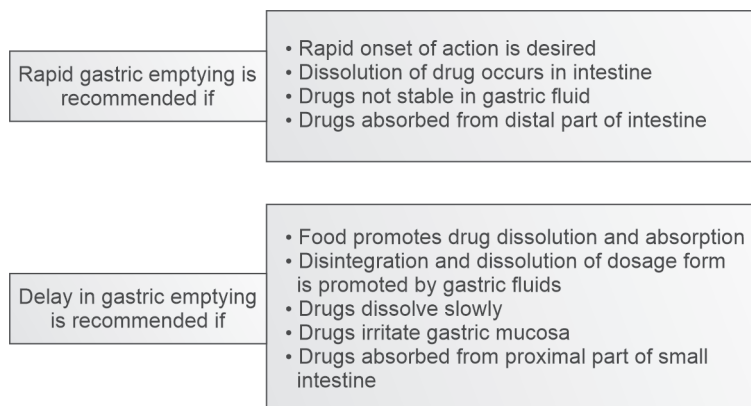 Rapid gastric emptying is
recommended if
• Rapid onset of action is desired
• Dissolution of drug occurs in intestine
• Drugs not stable in gastric fluid
• Drugs absorbed from distal part of intestine
Delay in gastric emptying
is recommended if
• Food promotes drug dissolution and absorption
• Disintegration and dissolution of dosage form
is promoted by gastric fluids
• Drugs dissolve slowly
• Drugs irritate gastric mucosa
• Drugs absorbed from proximal part of small
intestine